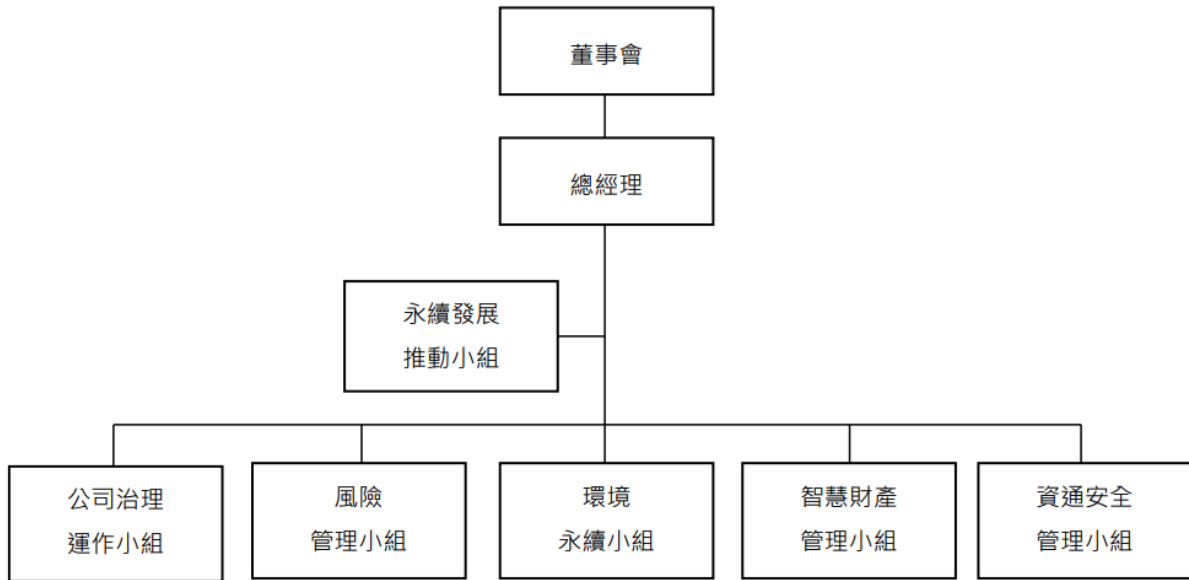 董事會
總經理
永續發展
推動小組
公司治理
運作小組
風險
管理小組
環境
永續小組
智慧財產
管理小組
資通安全
管理小組